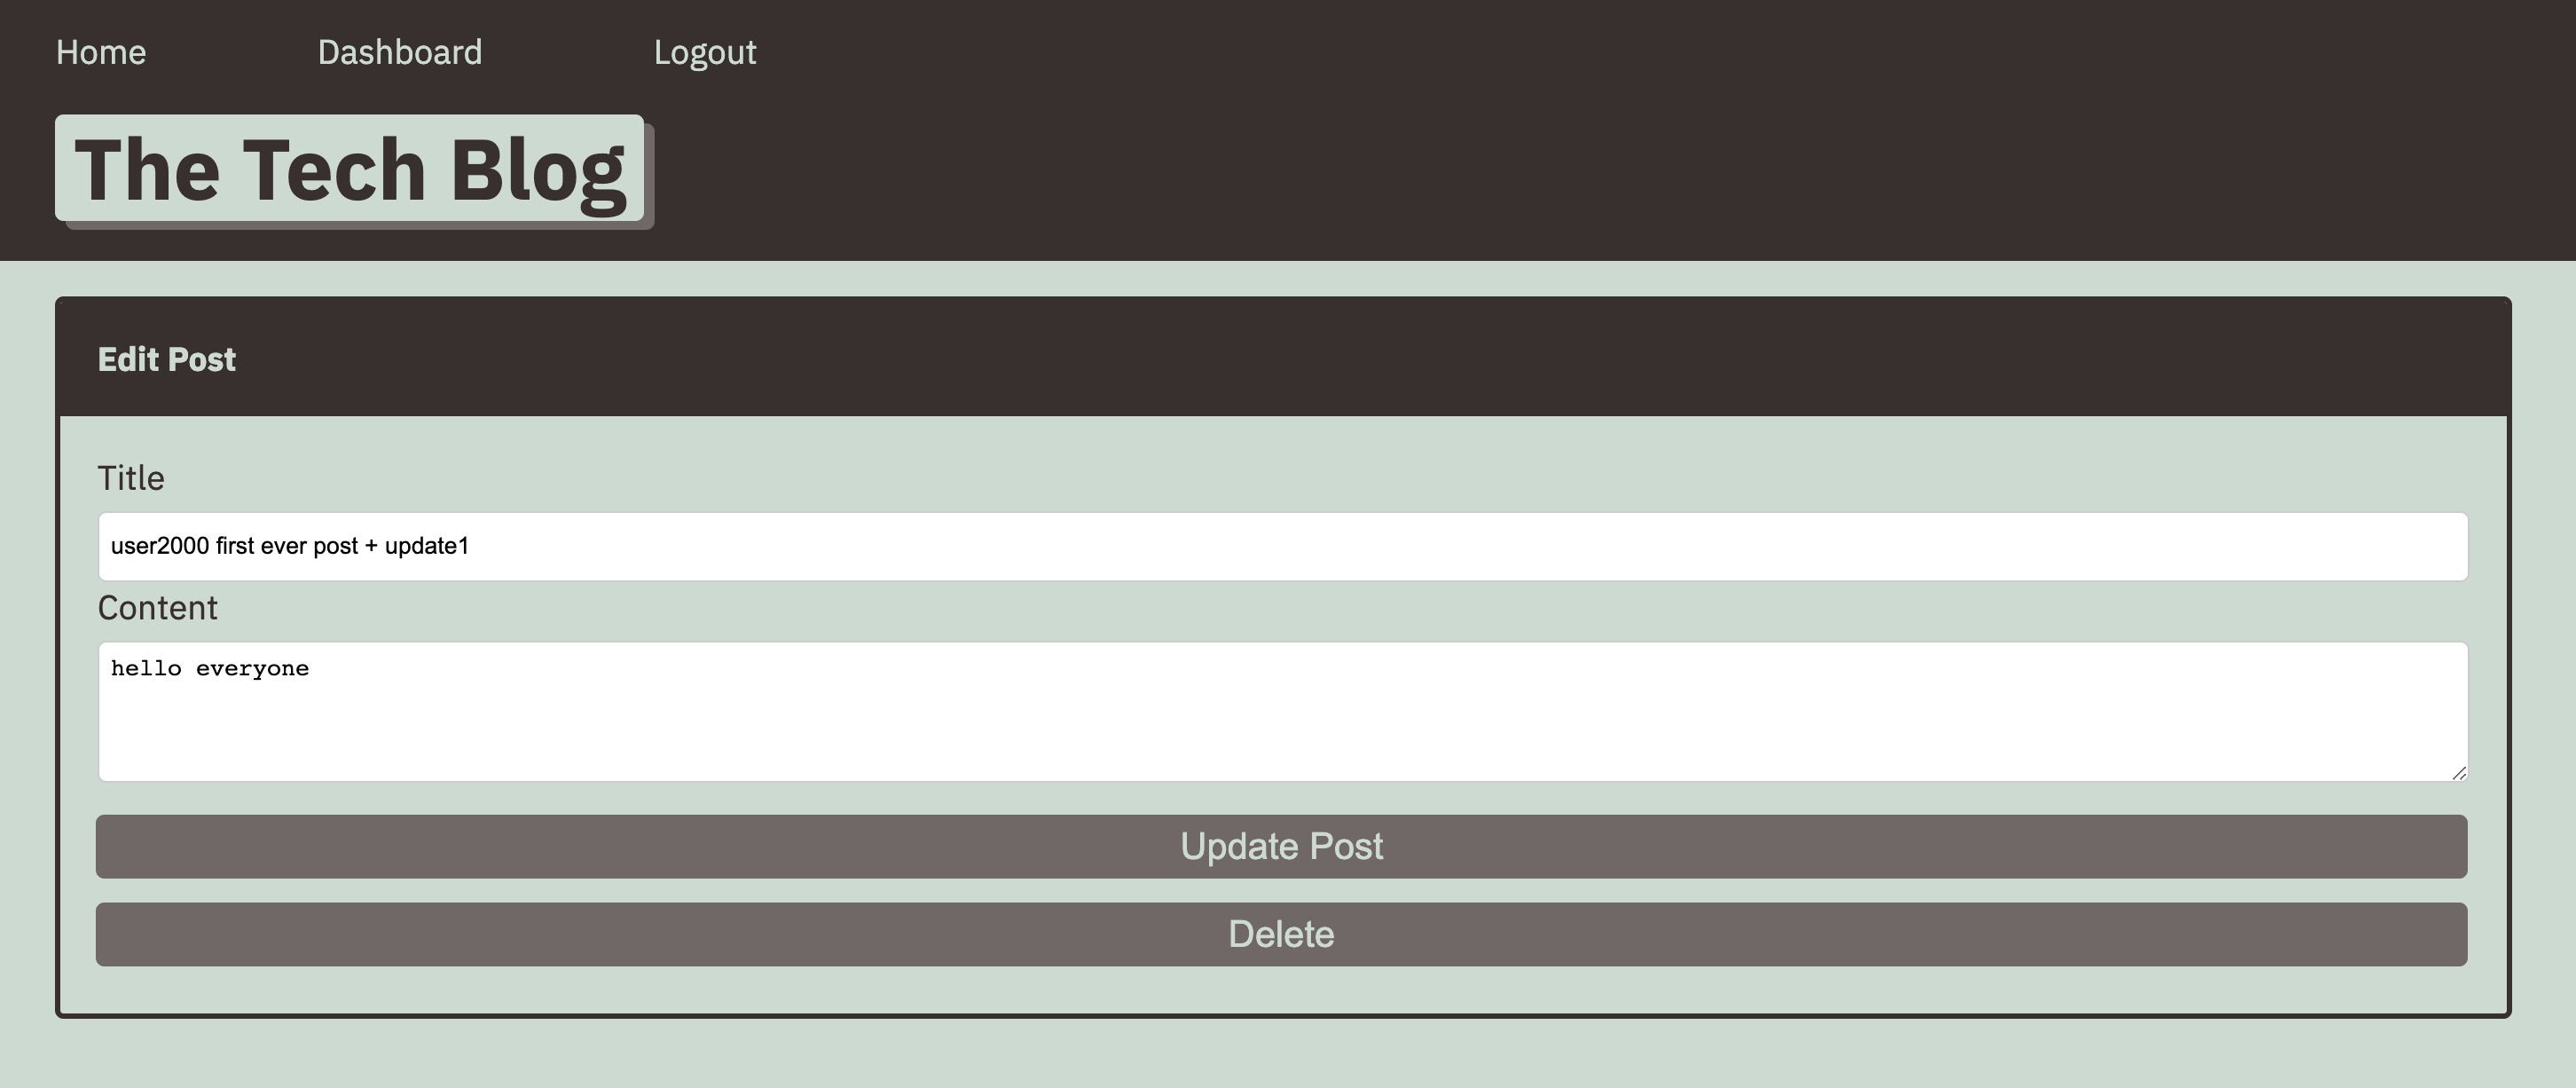 Home Dashboard Logout
The Tech Blog
Edit Post
Title
user2000 first ever post + update1
Content
hello everyone
Update Post
Delete